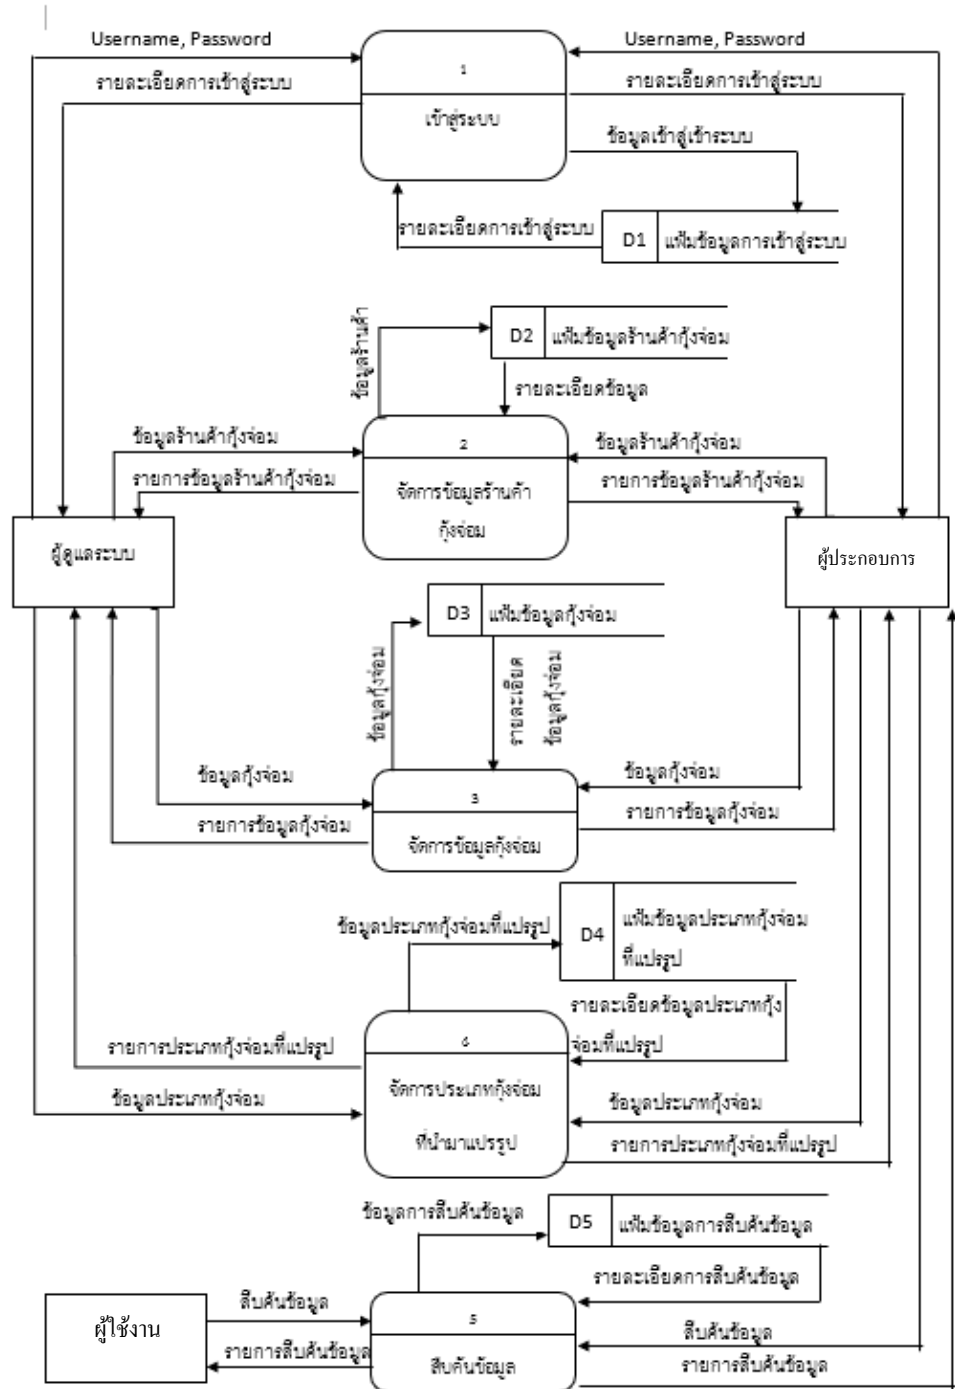 Username, Password
Username, Password
1
รายละเอียดการเข้าสู่ระบบ
รายละเอียดการเข้าสู่ระบบ
เข้าสู่ระบบ
ข้อมูลเข้าสู่เข้าระบบ
รายละเอียดการเข้าสู่ระบบ
D1
แฟ้มข้อมูลการเข้าสู่ระบบ
ข้อมูลร้านค้า
D2
แฟ้มข้อมูลร้านค้ากุ้งจ่อม
รายละเอียดข้อมูล
ข้อมูลร้านค้ากุ้งจ่อม
2
ข้อมูลร้านค้ากุ้งจ่อม
รายการข้อมูลร้านค้ากุ้งจ่อม
จัดการข้อมูลร้านค้า
กุ้งจ่อม
รายการข้อมูลร้านค้ากุ้งจ่อม
ผู้ดูแลระบบ
ผู้ประกอบการ
D3
แฟ้มข้อมูลกุ้งจ่อม
ข้อมูลกุ้งจ่อม
รายละเอียด
ข้อมูลกุ้งจ่อม
ข้อมูลกุ้งจ่อม
3
ข้อมูลกุ้งจ่อม
รายการข้อมูลกุ้งจ่อม
จัดการข้อมูลกุ้งจ่อม
รายการข้อมูลกุ้งจ่อม
ข้อมูลประเภทกุ้งจ่อมที่แปรรูป
D4
แฟ้มข้อมูลประเภทกุ้งจ่อม
ที่แปรรูป
รายละเอียดข้อมูลประเภทกุ้ง
จ่อมที่แปรรูป
รายการประเภทกุ้งจ่อมที่แปรรูป
จัดการประเภทกุ้งจ่อม
ที่นำมาแปรรูป
ข้อมูลประเภทกุ้งจ่อม
ข้อมูลประเภทกุ้งจ่อม
รายการประเภทกุ้งจ่อมที่แปรรูป
ข้อมูลการสืบค้นข้อมูล
D5
แฟ้มข้อมูลการสืบค้นข้อมูล
รายละเอียดการสืบค้นข้อมูล
ผู้ใช้งาน
สืบค้นข้อมูล
5
สืบค้นข้อมูล
รายการสืบค้นข้อมูล
สืบค้นข้อมูล
รายการสืบค้นข้อมูล